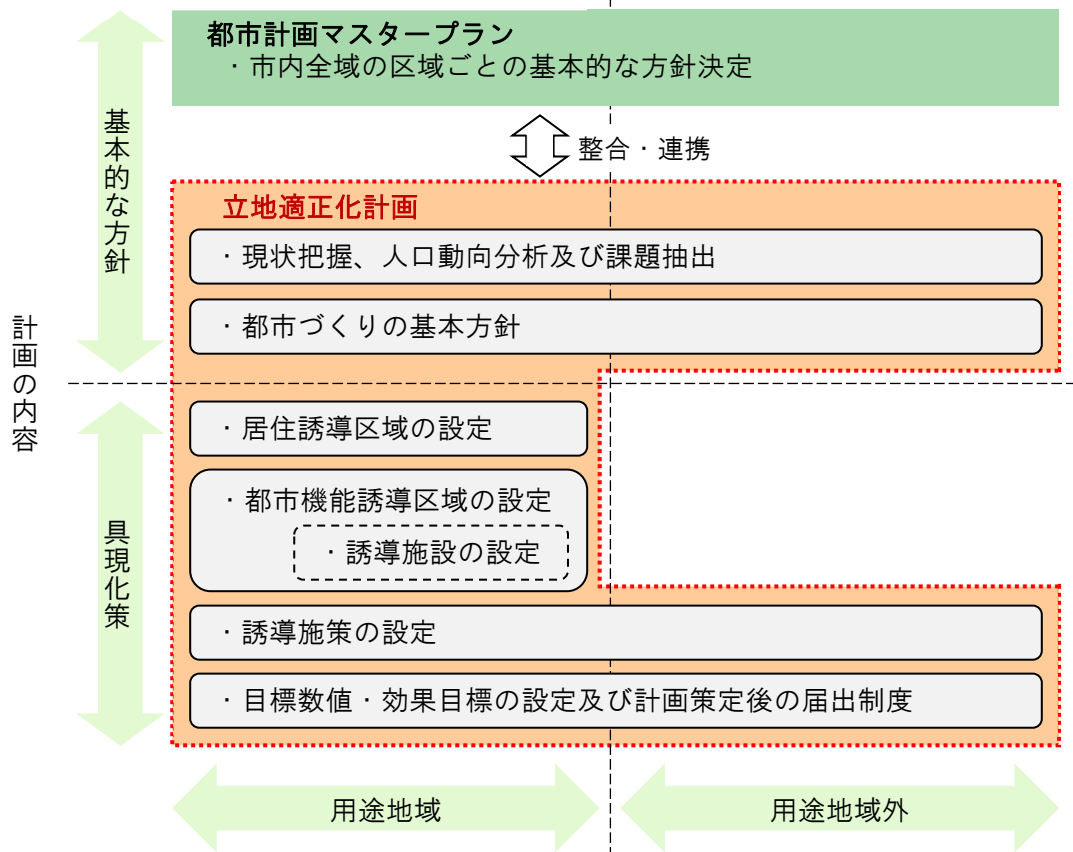 都市計画マスタープラン
・市内全域の区域ごとの基本的な方針決定
整合・連携
基本的な方針
立地適正化計画
・現状把握、人口動向分析及び課題抽出
・都市づくりの基本方針
計画の内容
具現化策
・居住誘導区域の設定
・都市機能誘導区域の設定
・誘導施設の設定
・誘導施策の設定
・目標数値・効果目標の設定及び計画策定後の届出制度
用途地域
用途地域外